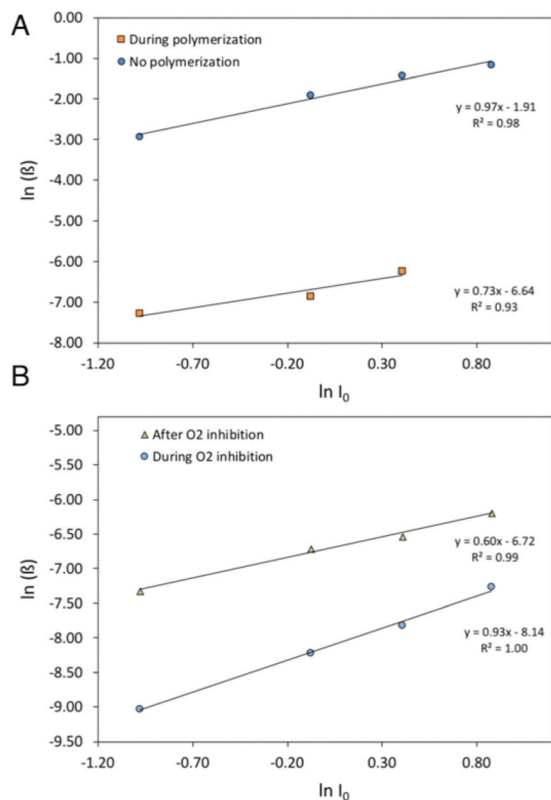 A
During polymerization
No polymerization
0.00
-1.00
-2.00
-3.00
-4.00
-5.00
-6.00
-7.00
-8.00
ln (ß)
y = 0.97x - 1.91
R² = 0.98
y = 0.73x - 6.64
R² = 0.93
-1.20 -0.70 -0.20 0.30 0.80
ln I₀
B
After O2 inhibition
During O2 inhibition
-5.00
-5.50
-6.00
-6.50
-7.00
-7.50
-8.00
-8.50
-9.00
-9.50
ln (ß)
y = 0.60x - 6.72
R² = 0.99
y = 0.93x - 8.14
R² = 1.00
-1.20 -0.70 -0.20 0.30 0.80
ln I₀